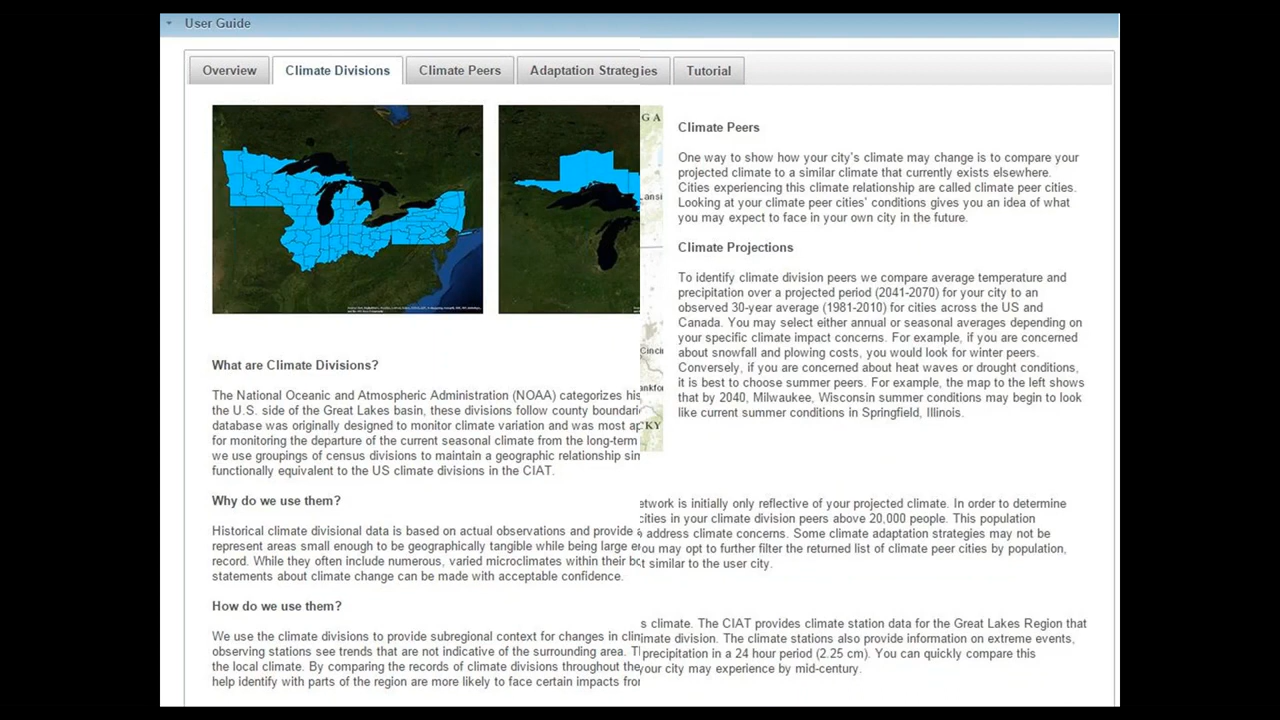 User Guide
Overview
Climate Divisions
Climate Peers
Adaptation Strategies
Tutorial
What are Climate Divisions?
The National Oceanic and Atmospheric Administration (NOAA) categorizes his
the U.S. side of the Great Lakes basin, these divisions follow county boundari
database was originally designed to monitor climate variation and was most ap
for monitoring the departure of the current seasonal climate from the long-term
we use groupings of census divisions to maintain a geographic relationship sim
functionally equivalent to the US climate divisions in the CIAT.
Why do we use them?
Historical climate divisional data is based on actual observations and provide a
represent areas small enough to be geographically tangible while being large en
record. While they often include numerous, varied microclimates within their bo
statements about climate change can be made with acceptable confidence.
How do we use them?
We use the climate divisions to provide subregional context for changes in clim
observing stations see trends that are not indicative of the surrounding area. Th
the local climate. By comparing the records of climate divisions throughout the
help identify with parts of the region are more likely to face certain impacts from
G A
Lansi
Cinci
ankfo
KY
Climate Peers
One way to show how your city's climate may change is to compare your
projected climate to a similar climate that currently exists elsewhere.
Cities experiencing this climate relationship are called climate peer cities.
Looking at your climate peer cities' conditions gives you an idea of what
you may expect to face in your own city in the future.
Climate Projections
To identify climate division peers we compare average temperature and
precipitation over a projected period (2041-2070) for your city to an
observed 30-year average (1981-2010) for cities across the US and
Canada. You may select either annual or seasonal averages depending on
your specific climate impact concerns. For example, if you are concerned
about snowfall and plowing costs, you would look for winter peers.
Conversely, if you are concerned about heat waves or drought conditions,
it is best to choose summer peers. For example, the map to the left shows
that by 2040, Milwaukee, Wisconsin summer conditions may begin to look
like current summer conditions in Springfield, Illinois.
etwork is initially only reflective of your projected climate. In order to determine
cities in your climate division peers above 20,000 people. This population
o address climate concerns. Some climate adaptation strategies may not be
ou may opt to further filter the returned list of climate peer cities by population,
t similar to the user city.
s climate. The CIAT provides climate station data for the Great Lakes Region that
imate division. The climate stations also provide information on extreme events,
precipitation in a 24 hour period (2.25 cm). You can quickly compare this
your city may experience by mid-century.